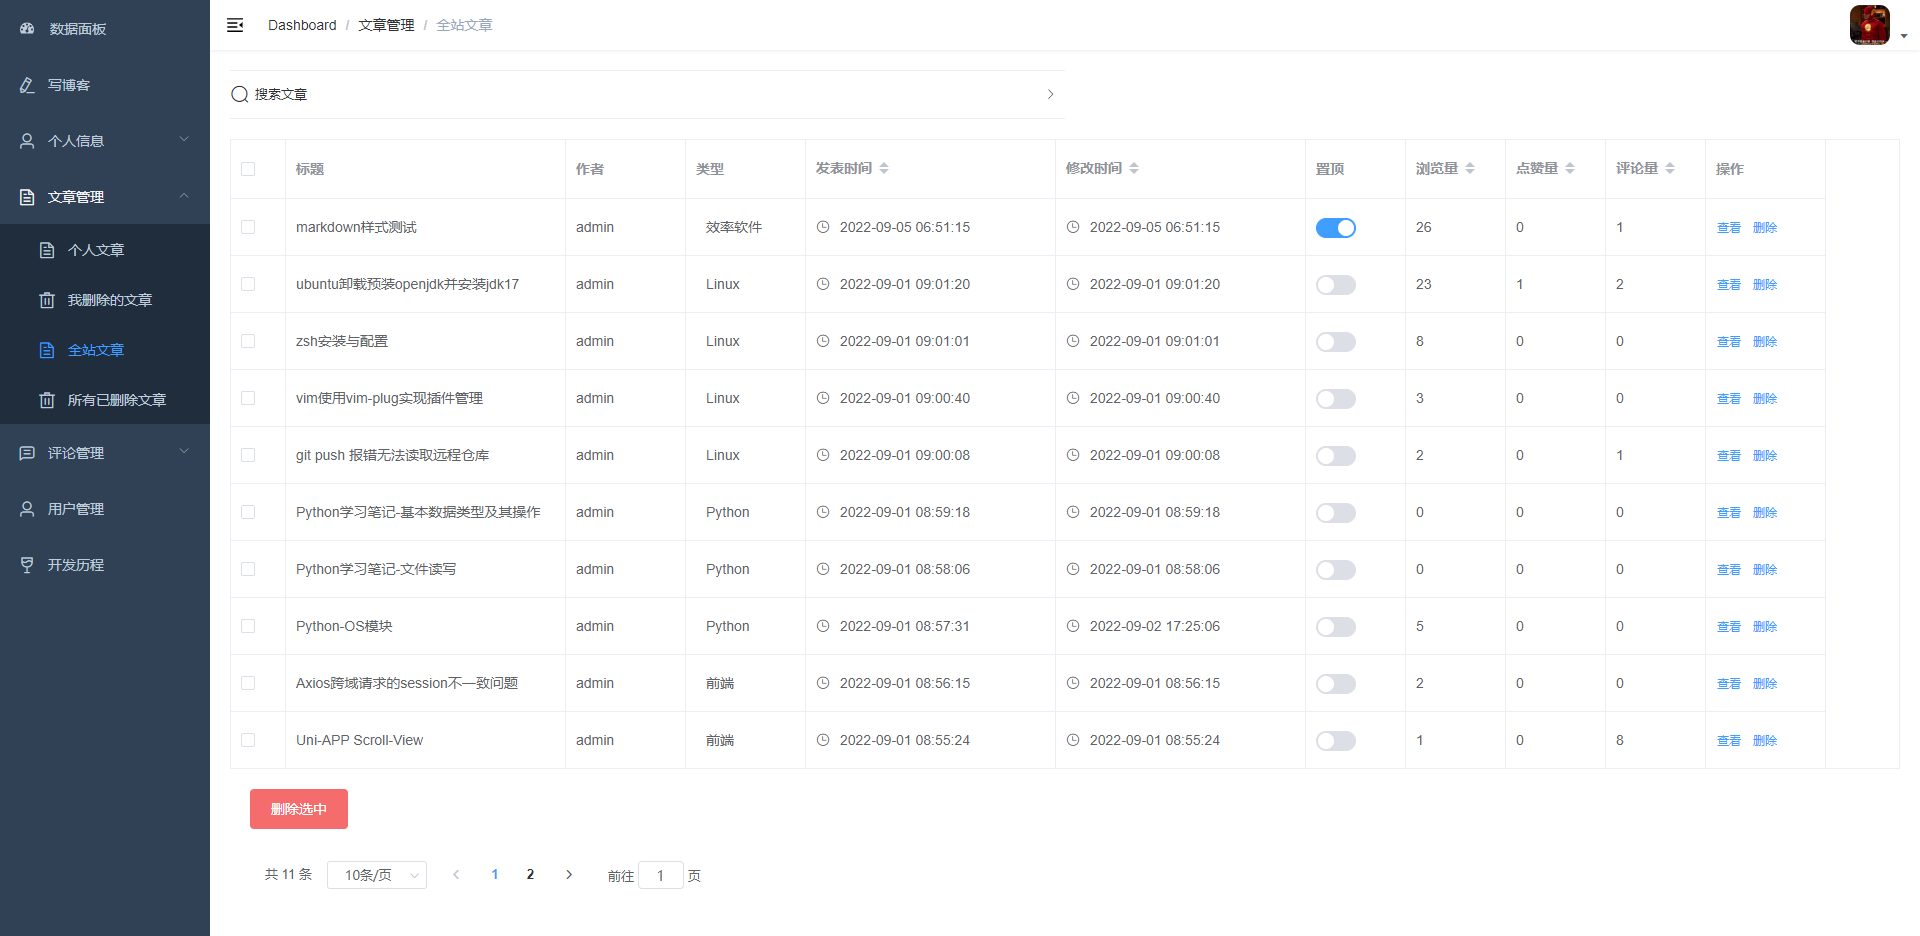 数据面板
写博客
个人信息
文章管理
个人文章
我删除的文章
全站文章
所有已删除文章
评论管理
用户管理
开发历程
Dashboard / 文章管理 / 全站文章
搜索文章
标题 作者 类型 发表时间 修改时间 置顶 浏览量 点赞量 评论量 操作
markdown样式测试 admin 效率软件 2022-09-05 06:51:15 2022-09-05 06:51:15 26 0 1 查看 删除
ubuntu卸载预装openjdk并安装jdk17 admin Linux 2022-09-01 09:01:20 2022-09-01 09:01:20 23 1 2 查看 删除
zsh安装与配置 admin Linux 2022-09-01 09:01:01 2022-09-01 09:01:01 8 0 0 查看 删除
vim使用vim-plug实现插件管理 admin Linux 2022-09-01 09:00:40 2022-09-01 09:00:40 3 0 0 查看 删除
git push 报错无法读取远程仓库 admin Linux 2022-09-01 09:00:08 2022-09-01 09:00:08 2 0 1 查看 删除
Python学习笔记-基本数据类型及其操作 admin Python 2022-09-01 08:59:18 2022-09-01 08:59:18 0 0 0 查看 删除
Python学习笔记-文件读写 admin Python 2022-09-01 08:58:06 2022-09-01 08:58:06 0 0 0 查看 删除
Python-OS模块 admin Python 2022-09-01 08:57:31 2022-09-02 17:25:06 5 0 0 查看 删除
Axios跨域请求的session不一致问题 admin 前端 2022-09-01 08:56:15 2022-09-01 08:56:15 2 0 0 查看 删除
Uni-APP Scroll-View admin 前端 2022-09-01 08:55:24 2022-09-01 08:55:24 1 0 8 查看 删除
删除选中
共 11 条 10条/页 1 2 前往 1 页